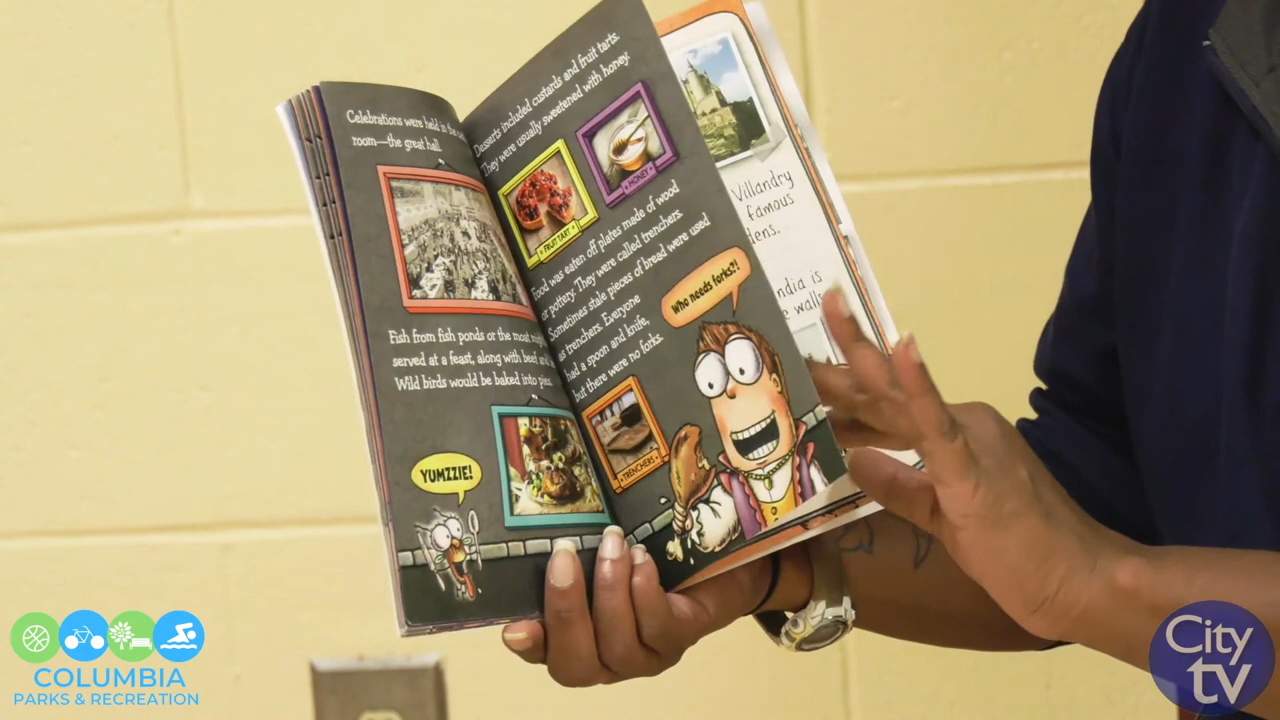 Celebrations were held in the
room—the great hall.
Fish from fish ponds or the moat
served at a feast, along with beef
Wild birds would be baked into pies.
YUMZZIE!
Desserts included custards and fruit tarts.
They were usually sweetened with honey.
HONEY
FRUIT TART
Food was eaten off plates made of wood
or pottery. They were called trenchers.
Sometimes stale pieces of bread were used
as trenchers. Everyone
had a spoon and knife,
but there were no forks.
Who needs forks?!
TRENCHERS
Villandry
famous
ndia is
walls
COLUMBIA
PARKS & RECREATION
City
tv